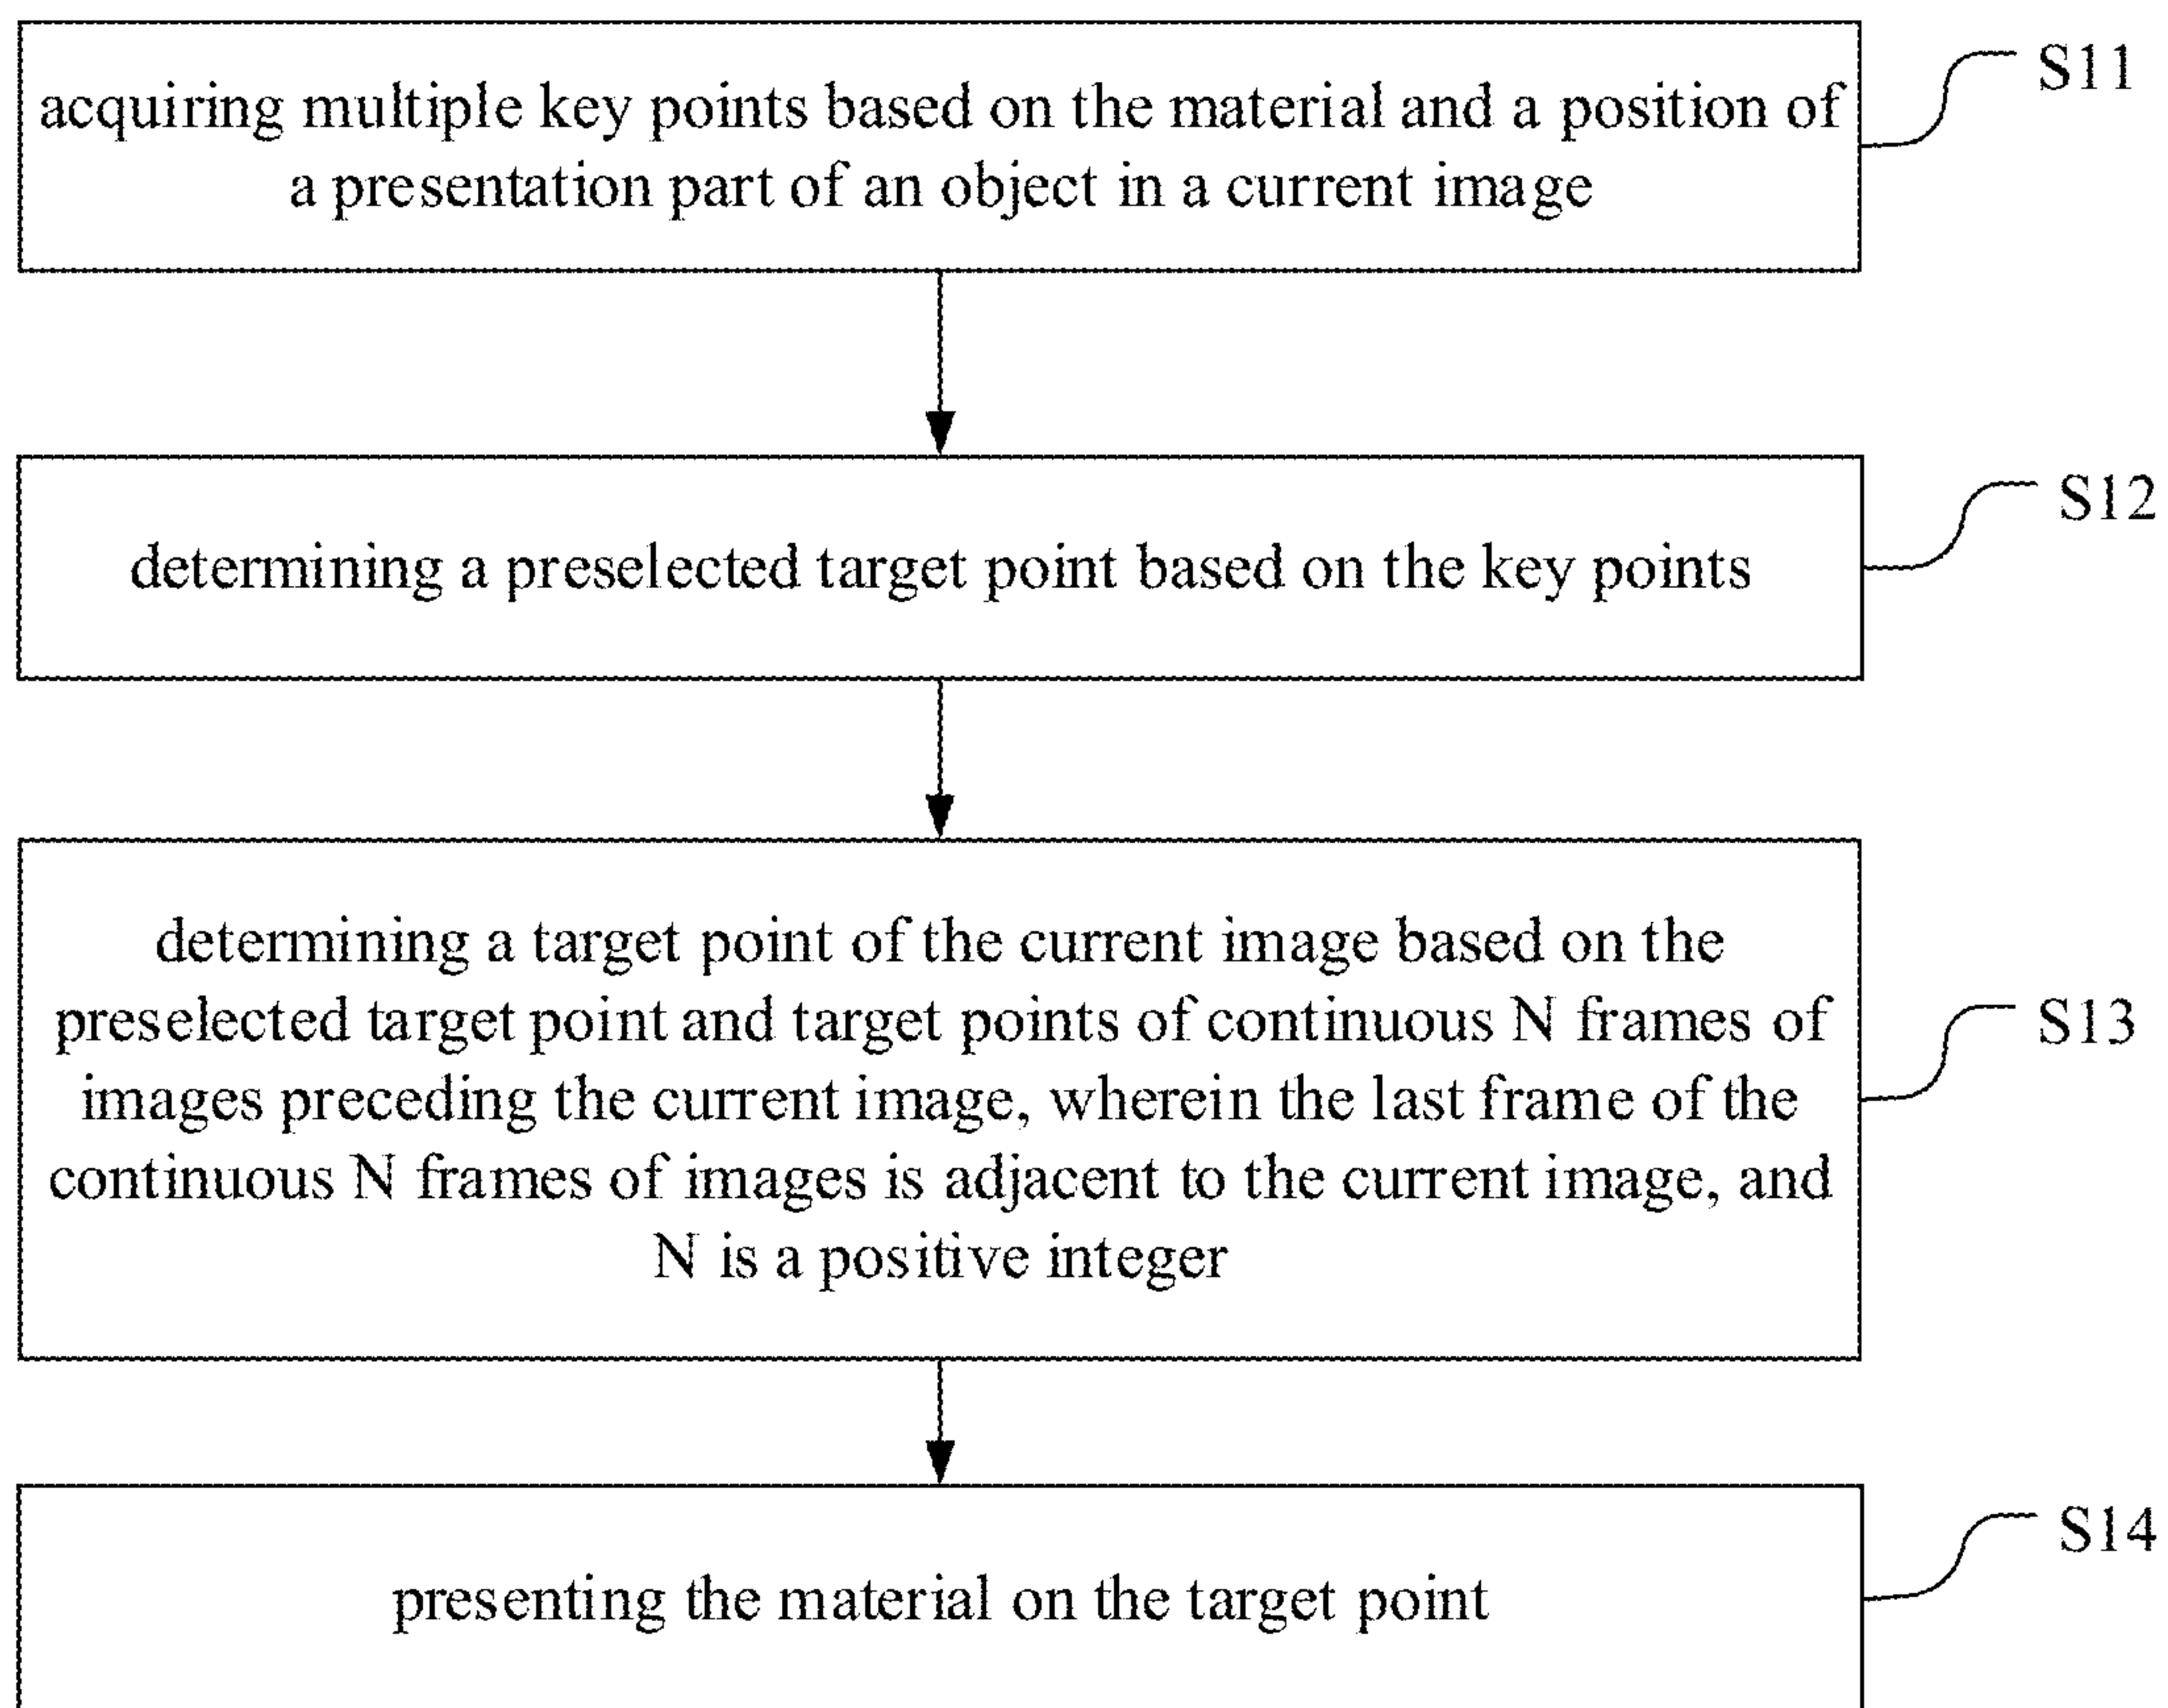 acquiring multiple key points based on the material and a position of
a presentation part of an object in a current image
S11
determining a preselected target point based on the key points
S12
determining a target point of the current image based on the
preselected target point and target points of continuous N frames of
images preceding the current image, wherein the last frame of the
continuous N frames of images is adjacent to the current image, and
N is a positive integer
S13
presenting the material on the target point
S14